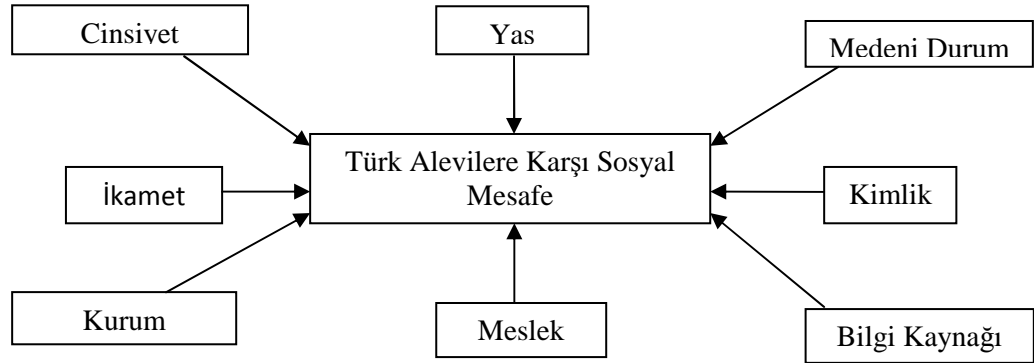 Cinsiyet
Yas
Medeni Durum
Türk Alevilere Karşı Sosyal
Mesafe
İkamet
Kimlik
Kurum
Meslek
Bilgi Kaynağı